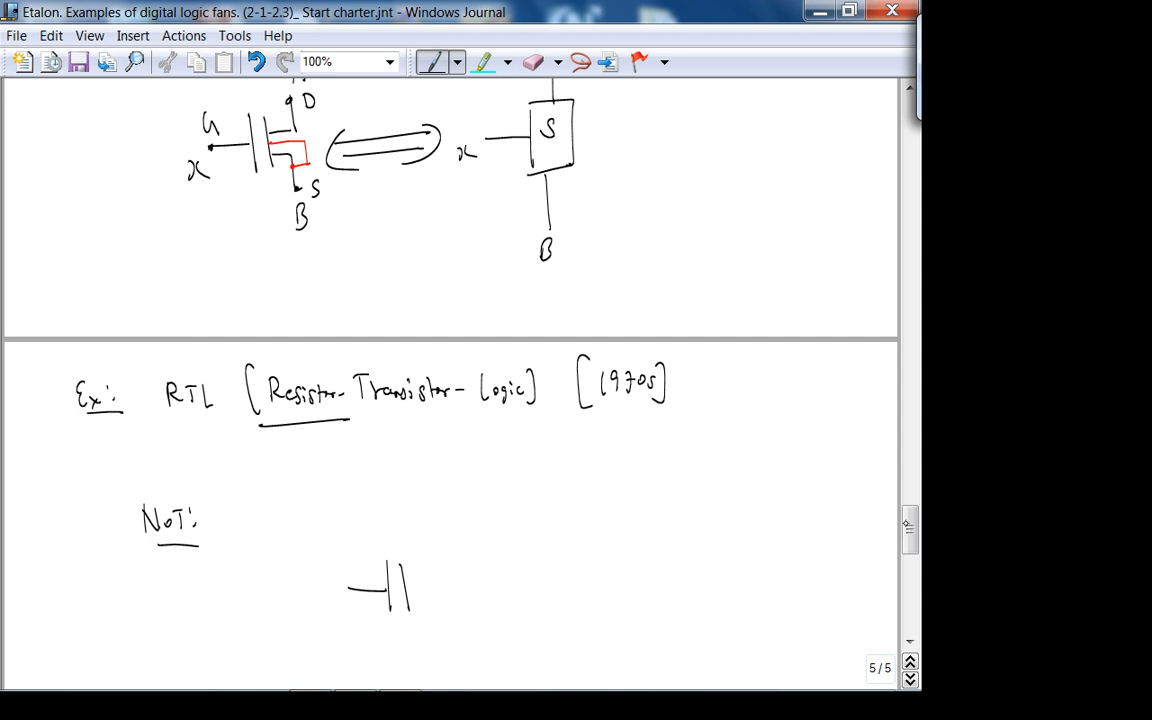 Etalon. Examples of digital logic fans. (2-1-2.3)_ Start charter.jnt - Windows Journal
File Edit View Insert Actions Tools Help
100%
D
G
x
S
B
S
x
B
Ex: RTL [Resistor-Transistor-Logic] [1970s]
NOT:
5 / 5